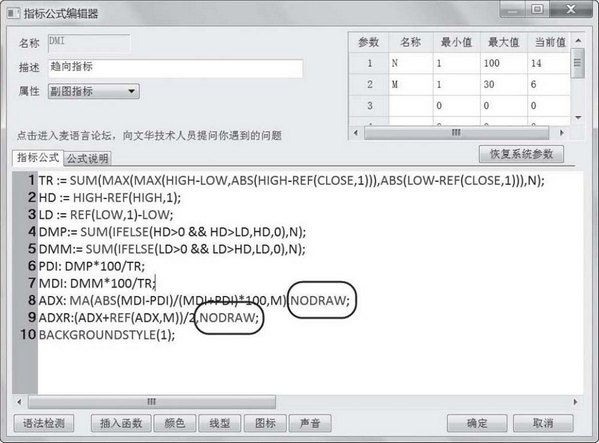 指标公式编辑器
名称 DMI
描述 趋向指标
属性 副图指标
参数 名称 最小值 最大值 当前值
1 N 1 100 14
2 M 1 30 6
3 0 0 0
点击进入麦语言论坛，向文华技术人员提问你遇到的问题
指标公式 公式说明 恢复系统参数
1 TR := SUM(MAX(MAX(HIGH-LOW,ABS(HIGH-REF(CLOSE,1))),ABS(LOW-REF(CLOSE,1))),N);
2 HD := HIGH-REF(HIGH,1);
3 LD := REF(LOW,1)-LOW;
4 DMP:= SUM(IFELSE(HD>0 && HD>LD,HD,0),N);
5 DMM:= SUM(IFELSE(LD>0 && LD>HD,LD,0),N);
6 PDI: DMP*100/TR;
7 MDI: DMM*100/TR;
8 ADX: MA(ABS(MDI-PDI)/(MDI+PDI)*100,M),NODRAW;
9 ADXR:(ADX+REF(ADX,M))/2,NODRAW;
10 BACKGROUNDSTYLE(1);
语法检测 插入函数 颜色 线型 图标 声音 确定 取消